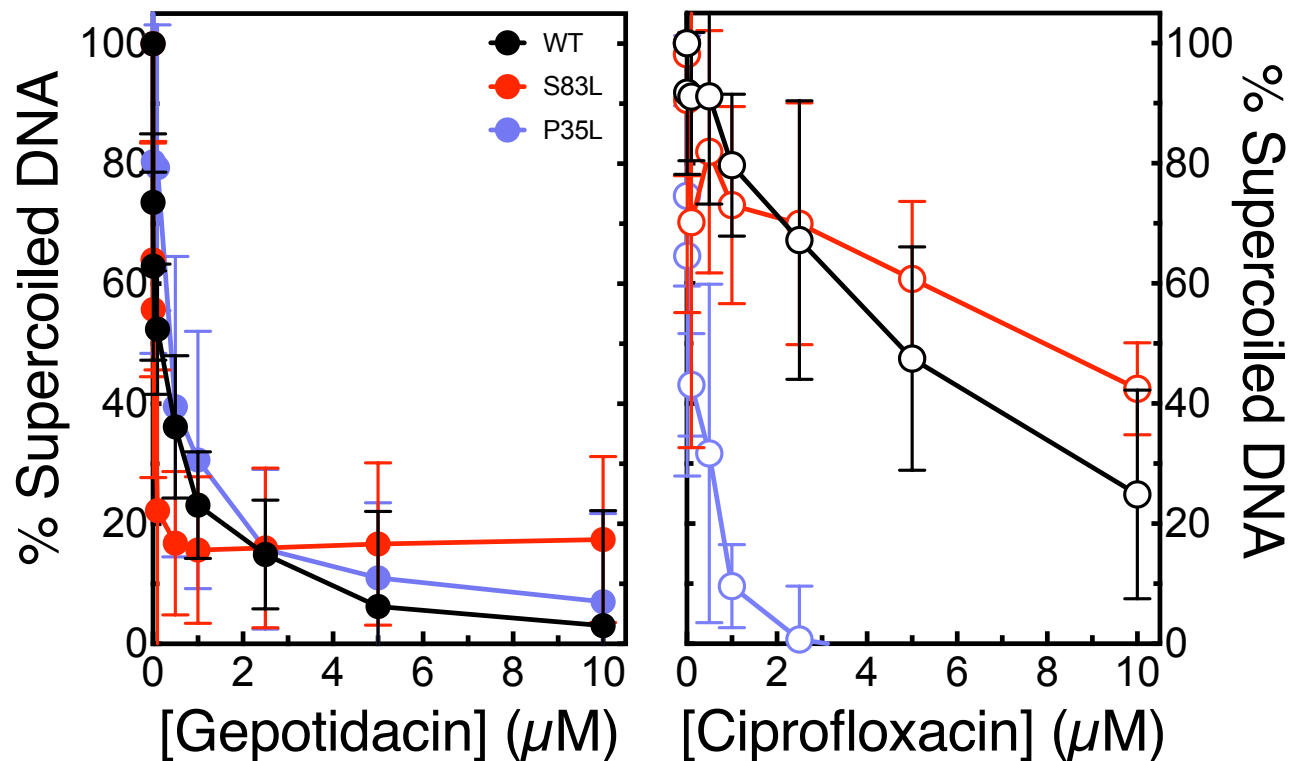 % Supercoiled DNA
100
80
60
40
20
0
0 2 4 6 8 10
[Gepotidacin] (µM)
WT
S83L
P35L
0 2 4 6 8 10
[Ciprofloxacin] (µM)
100
80
60
40
20
0
% Supercoiled DNA